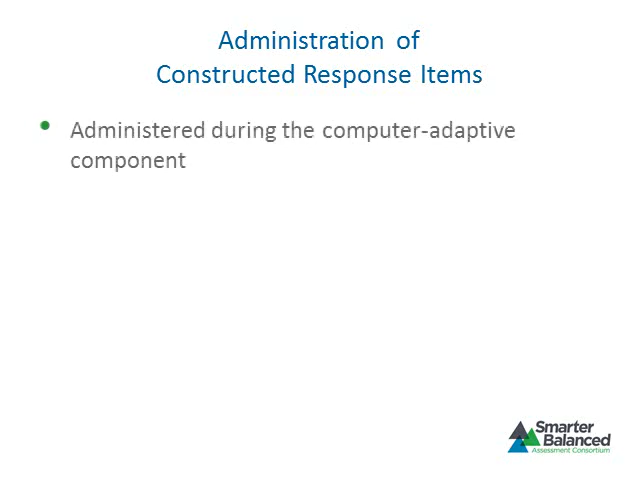 Administration of
Constructed Response Items
• Administered during the computer-adaptive
component
Smarter
Balanced
Assessment Consortium